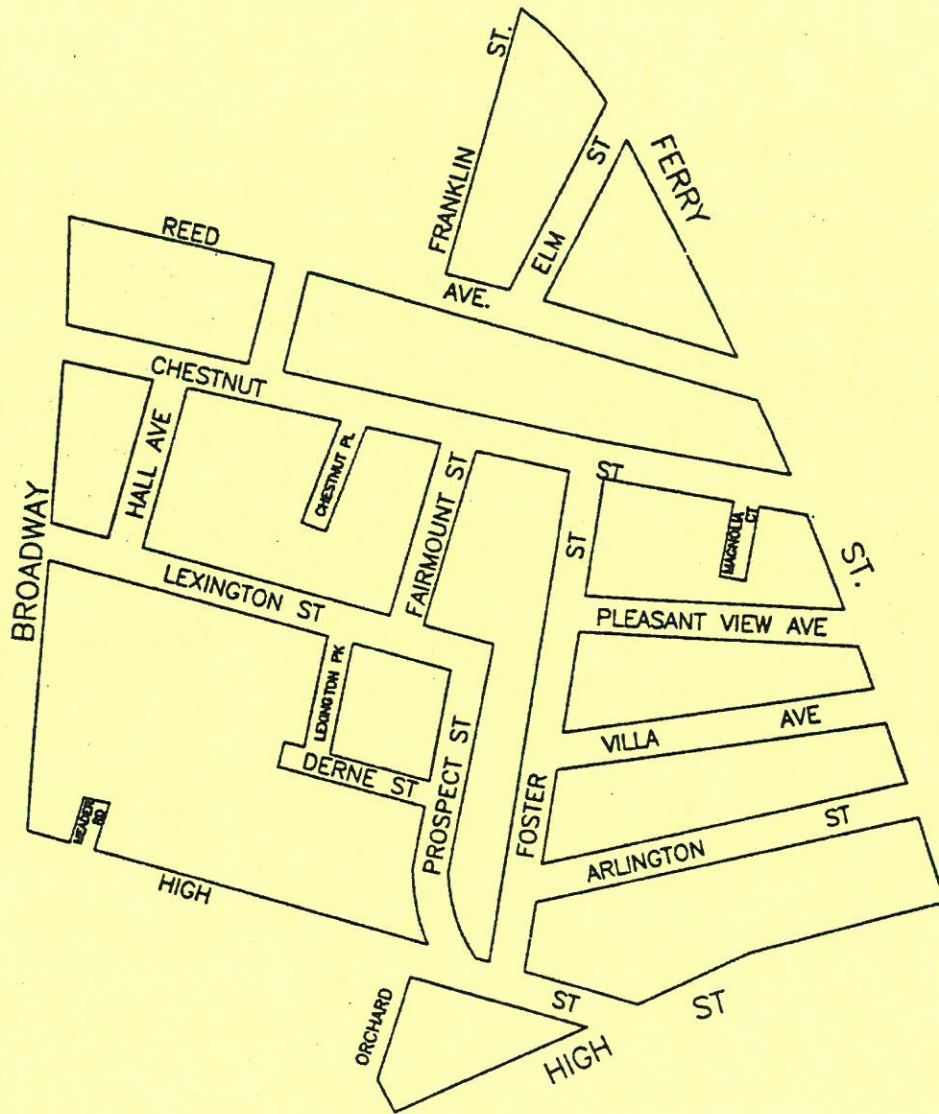 FRANKLIN ST.
ELM ST
FERRY ST.
REED AVE.
CHESTNUT ST
HALL AVE
CHESTNUT PL
FAIRMOUNT ST
BROADWAY
LEXINGTON ST
MAGNOLIA CT
PLEASANT VIEW AVE
LEXINGTON PK
DERNE ST
PROSPECT ST
FOSTER ST
VILLA AVE
ARLINGTON ST
MEADER RD
HIGH ST
ORCHARD
HIGH ST